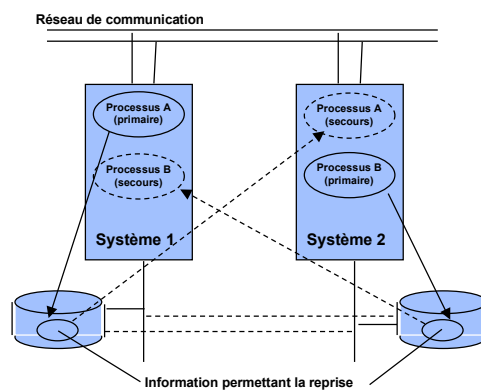 Réseau de communication
Processus A
(primaire)
Processus B
(secours)
Système 1
Processus A
(secours)
Processus B
(primaire)
Système 2
Information permettant la reprise